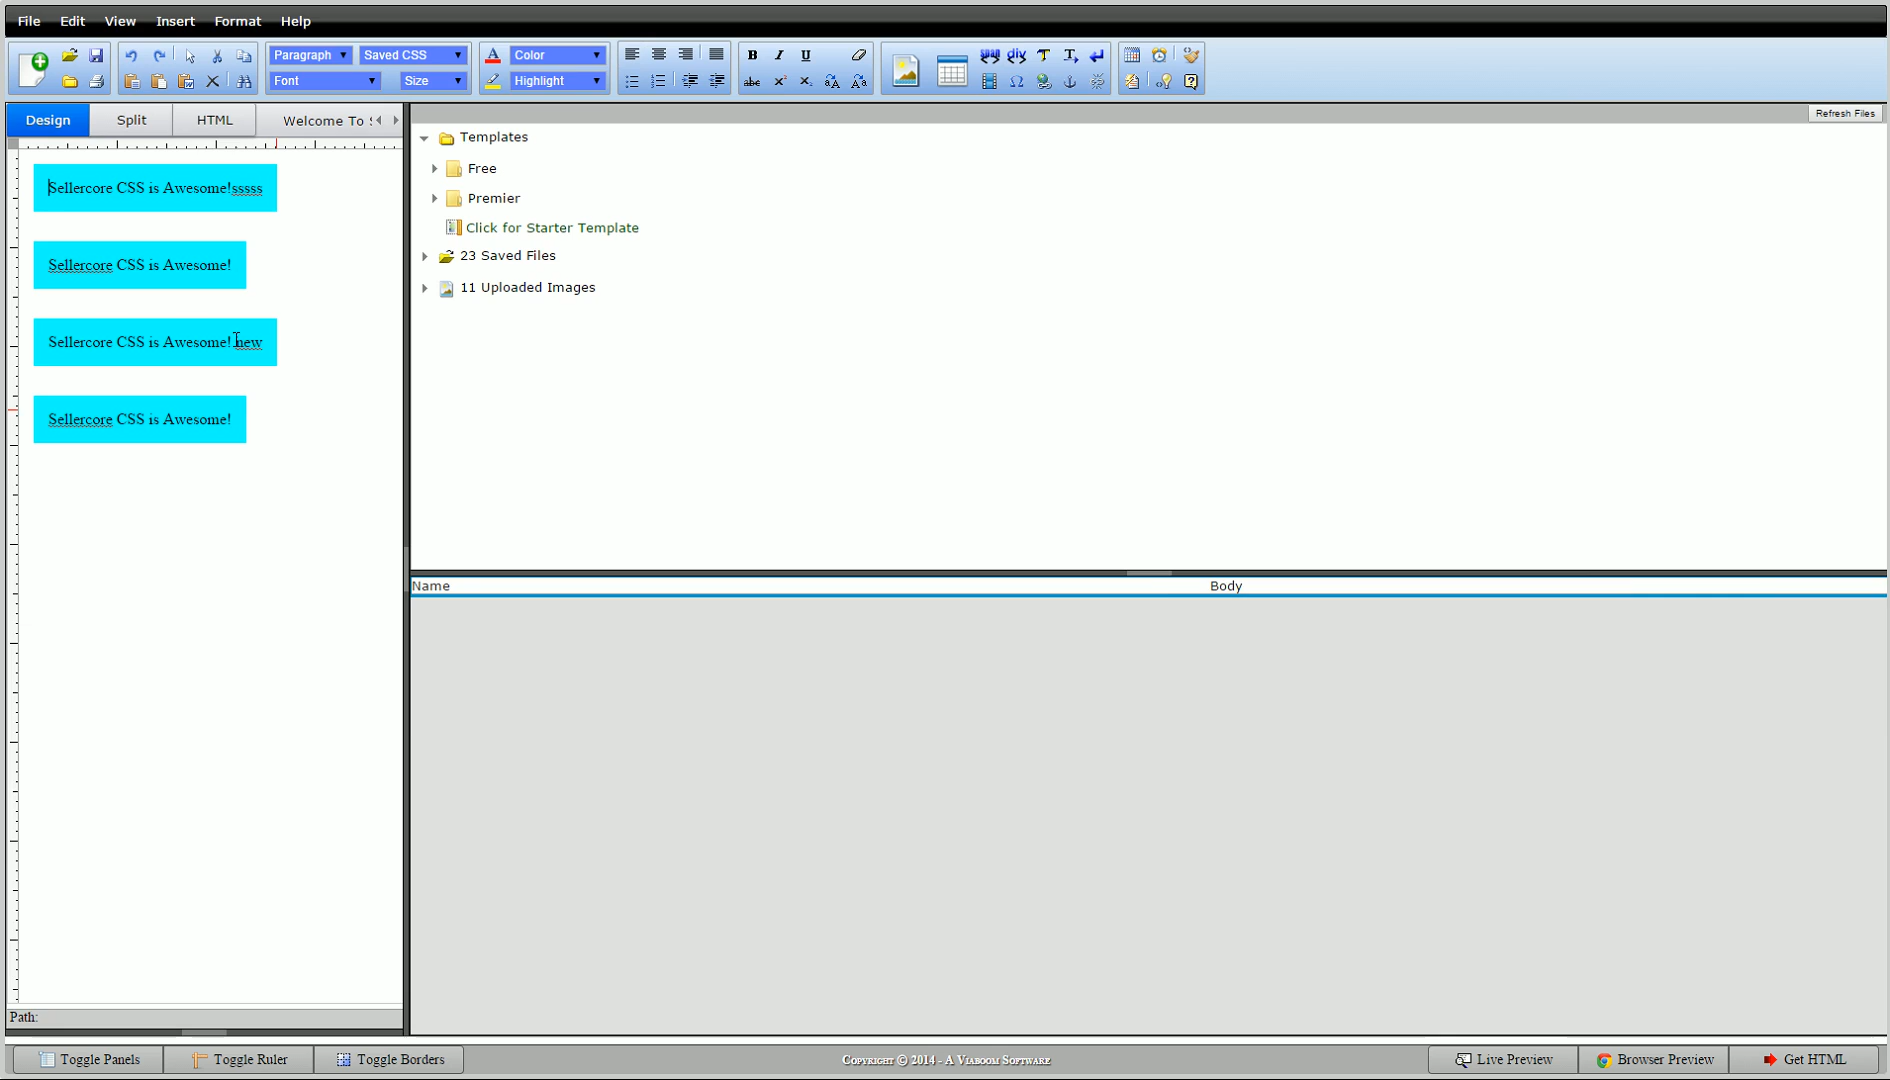 File Edit View Insert Format Help
Paragraph Saved CSS Color
Font Size Highlight
Design Split HTML Welcome To
Refresh Files
Sellercore CSS is Awesome!sssss
Sellercore CSS is Awesome!
Sellercore CSS is Awesome! new
Sellercore CSS is Awesome!
Templates
Free
Premier
Click for Starter Template
23 Saved Files
11 Uploaded Images
Name Body
Path:
Toggle Panels Toggle Ruler Toggle Borders Copyright © 2014 - A Viaboom Software Live Preview Browser Preview Get HTML